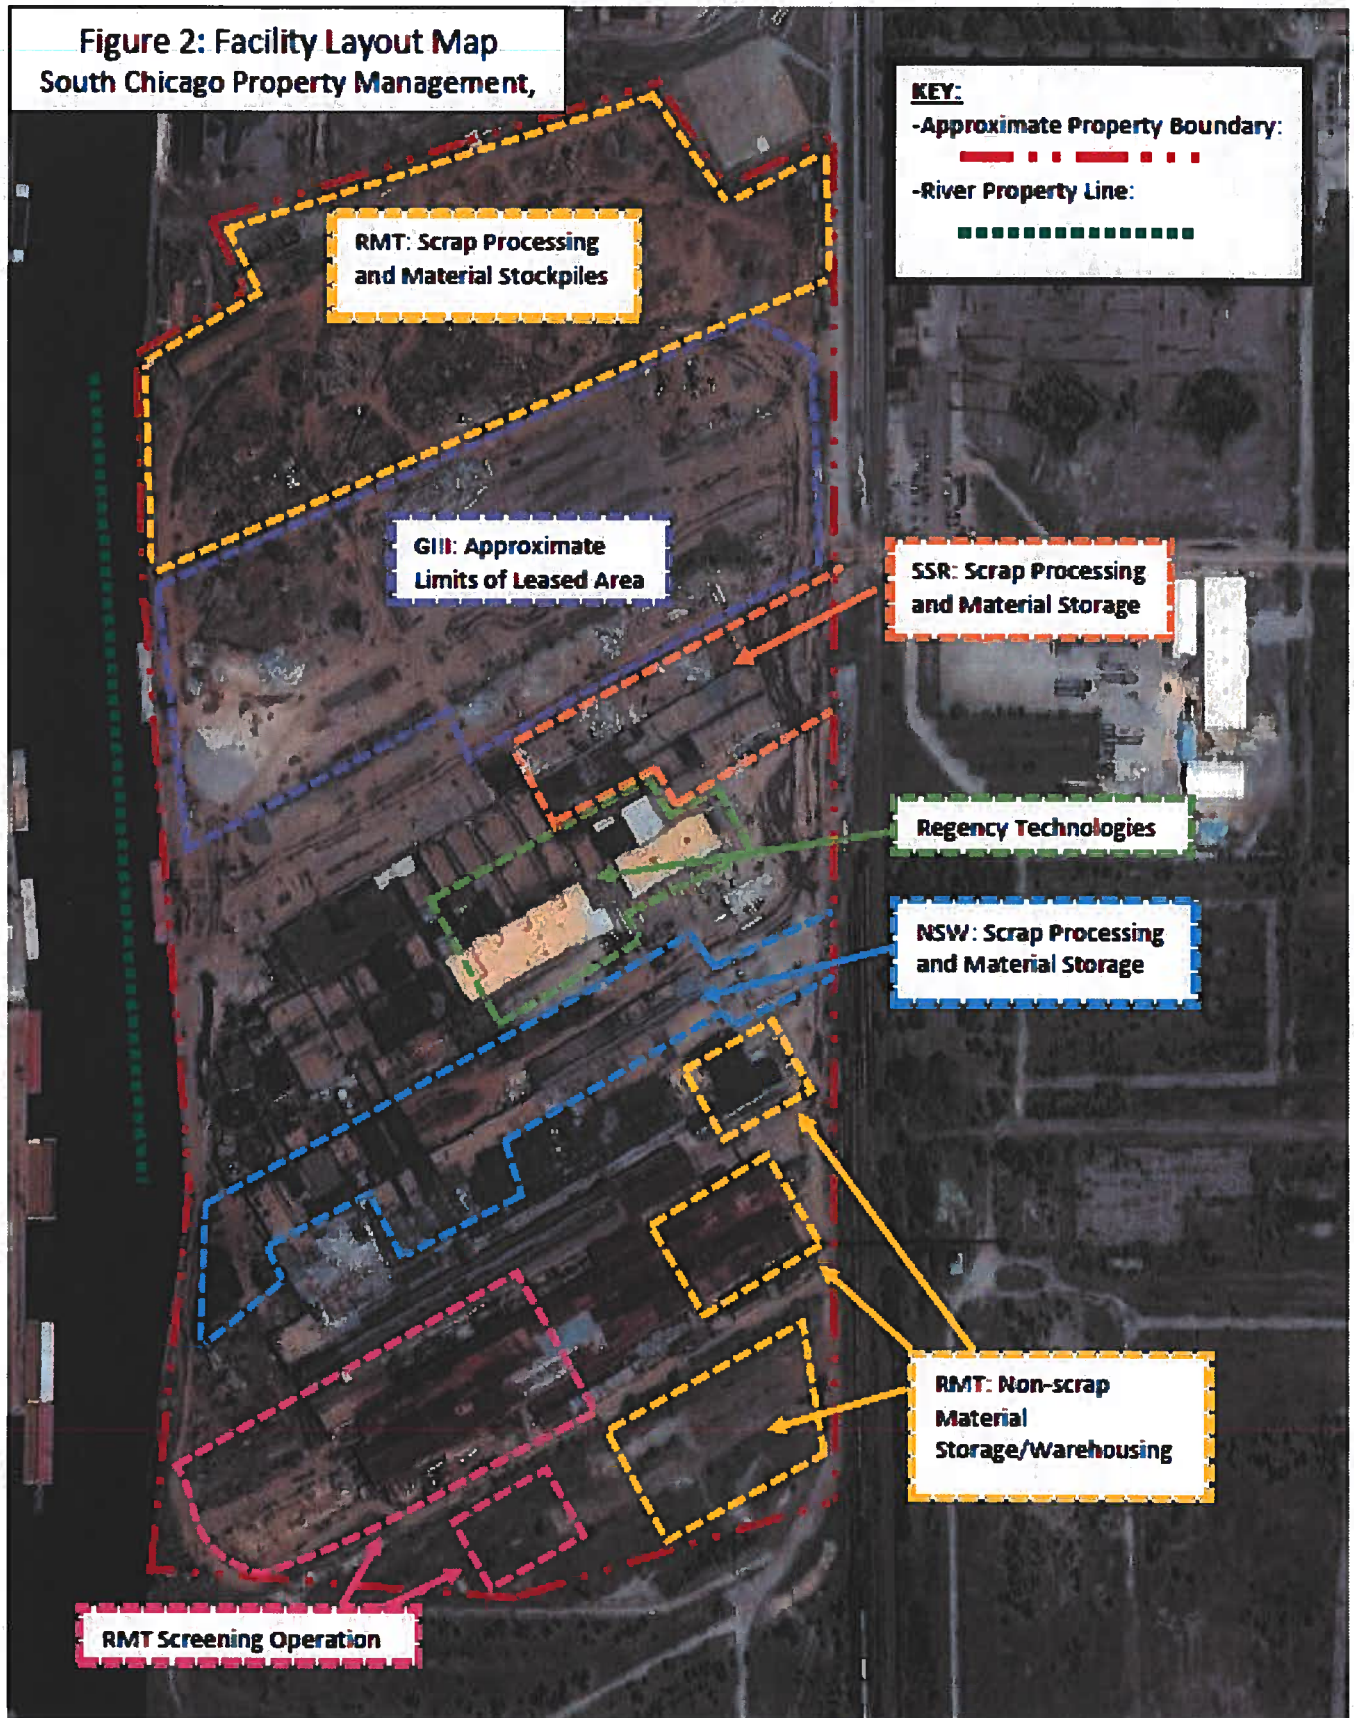 Figure 2: Facility Layout Map
South Chicago Property Management,
KEY:
-Approximate Property Boundary:
-River Property Line:
RMT: Scrap Processing
and Material Stockpiles
GIII: Approximate
Limits of Leased Area
SSR: Scrap Processing
and Material Storage
Regency Technologies
NSW: Scrap Processing
and Material Storage
RMT: Non-scrap
Material
Storage/Warehousing
RMT Screening Operation